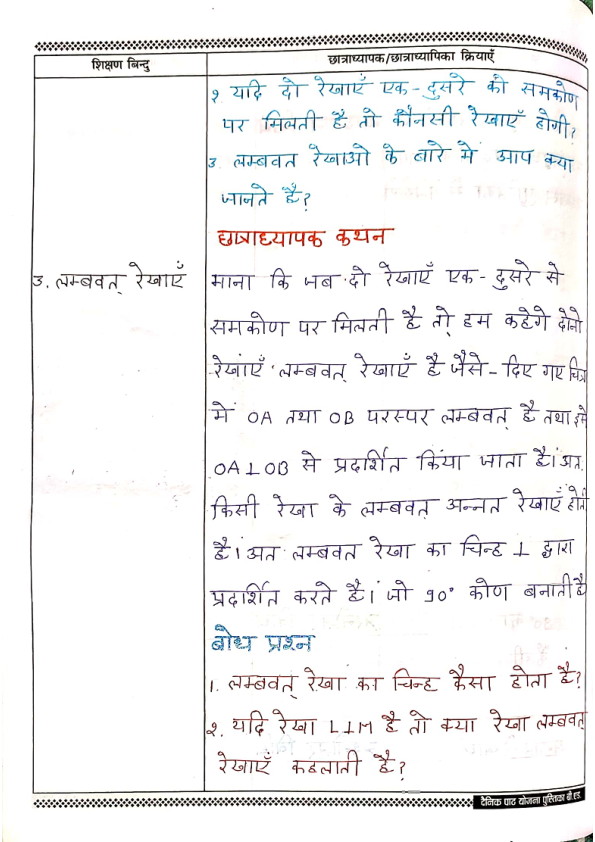 शिक्षण बिन्दु
छात्राध्यापक/छात्राध्यापिका क्रियाएँ
२. यदि दो रेखाएँ एक-दुसरे को समकोण
पर मिलती है तो कौनसी रेखाएँ होगी?
३. लम्बवत रेखाओ के बारे में आप क्या
जानते है?
छात्राध्यापक कथन
३. लम्बवत् रेखाएँ
माना कि जब दो रेखाएँ एक-दुसरे से
समकोण पर मिलती है तो हम कहेगे दोनो
रेखाएँ लम्बवत् रेखाएँ है जैसे- दिए गए चित्र
में OA तथा OB परस्पर लम्बवत् है तथा इसे
OA⊥OB से प्रदर्शित किया जाता है। अत
किसी रेखा के लम्बवत् अन्नत रेखाएँ होती
है। अत लम्बवत रेखा का चिन्ह ⊥ द्वारा
प्रदर्शित करते है। जो 90° कोण बनाती है
बोध प्रश्न
1. लम्बवत् रेखा का चिन्ह कैसा होता है?
२. यदि रेखा L⊥M है तो क्या रेखा लम्बवत्
रेखाएँ कहलाती है?
दैनिक पाठ योजना पुस्तिका बी.एड.